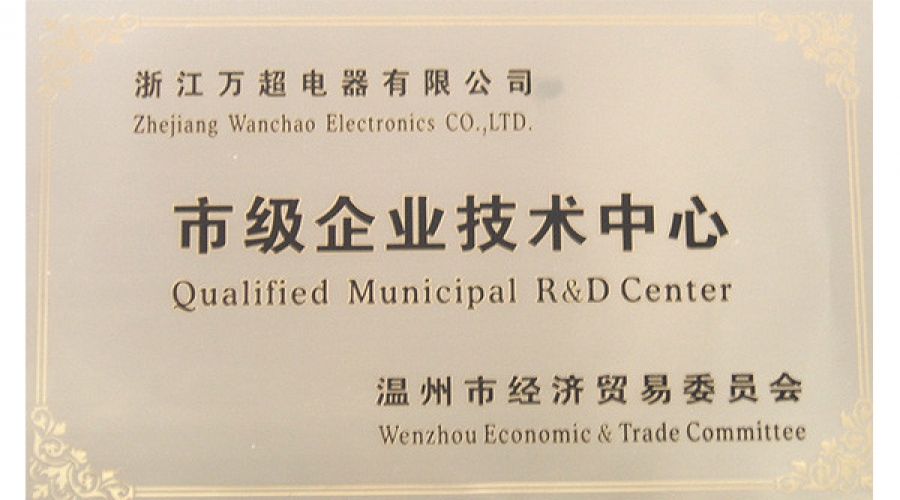 浙江万超电器有限公司
Zhejiang Wanchao Electronics CO.,LTD.
市级企业技术中心
Qualified Municipal R&D Center
温州市经济贸易委员会
Wenzhou Economic & Trade Committee